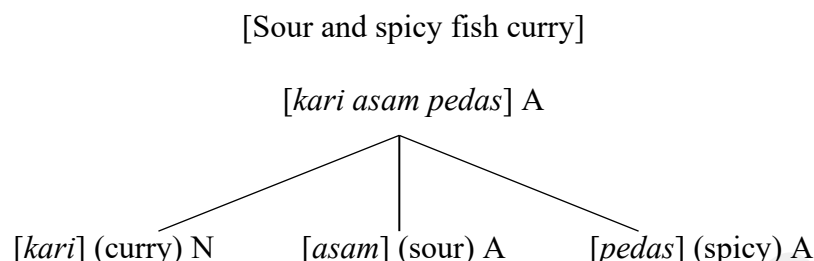 [Sour and spicy fish curry]
[kari asam pedas] A
[kari] (curry) N [asam] (sour) A [pedas] (spicy) A